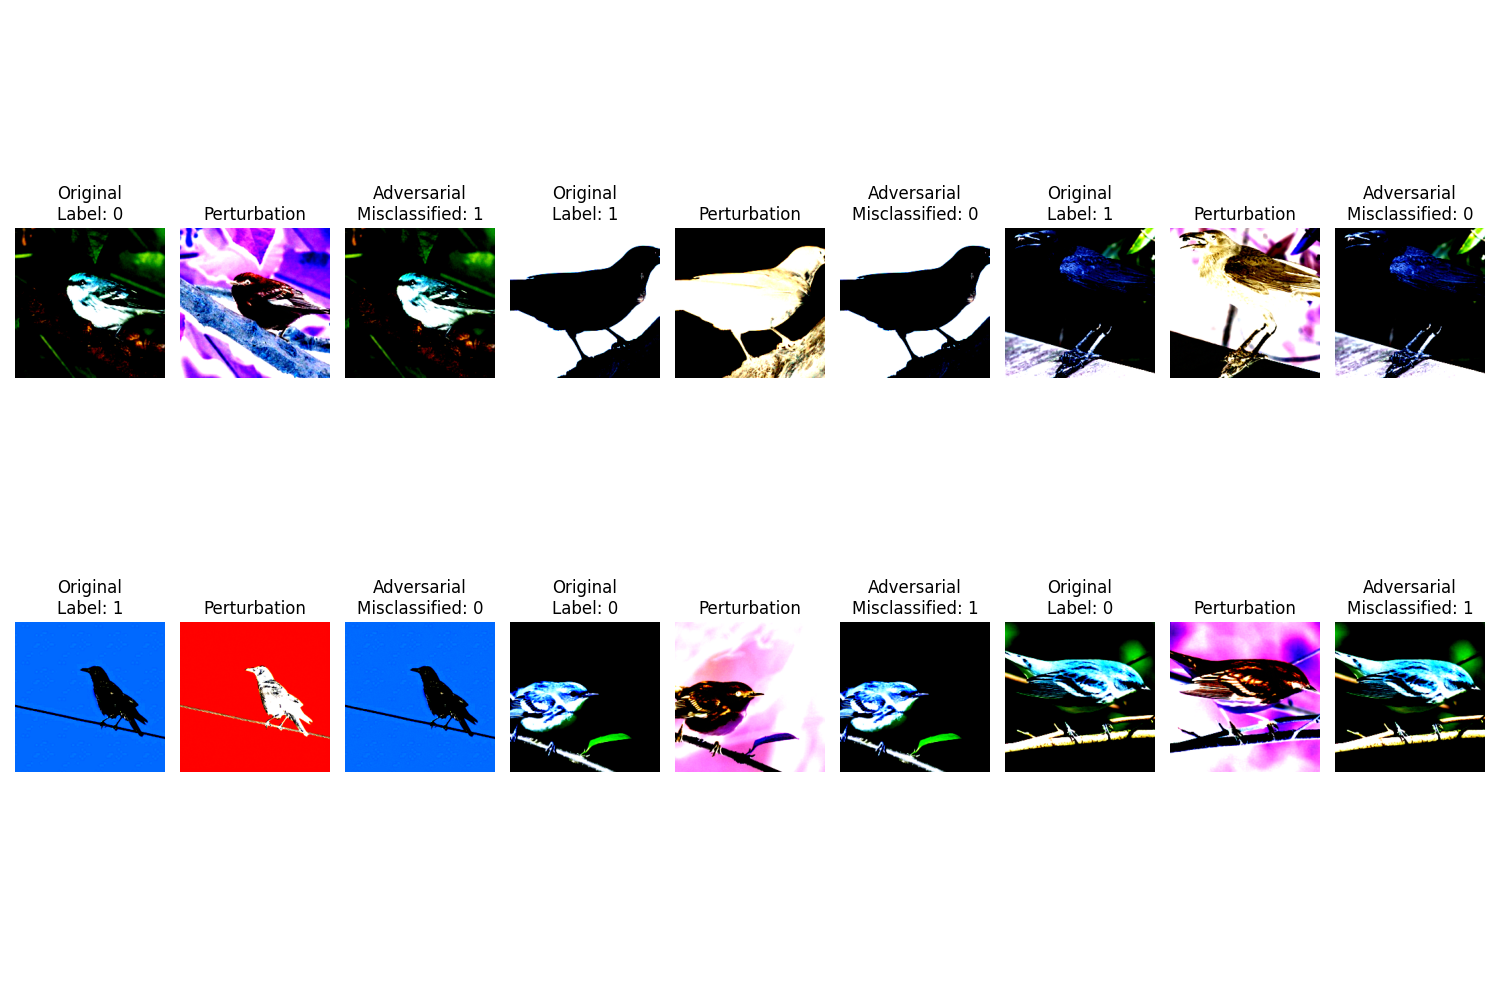 Original
Label: 0
Perturbation
Adversarial
Misclassified: 1
Original
Label: 1
Perturbation
Adversarial
Misclassified: 0
Original
Label: 1
Perturbation
Adversarial
Misclassified: 0
Original
Label: 1
Perturbation
Adversarial
Misclassified: 0
Original
Label: 0
Perturbation
Adversarial
Misclassified: 1
Original
Label: 0
Perturbation
Adversarial
Misclassified: 1